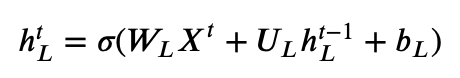 h_L^t = σ(W_L X^t + U_L h_L^{t-1} + b_L)